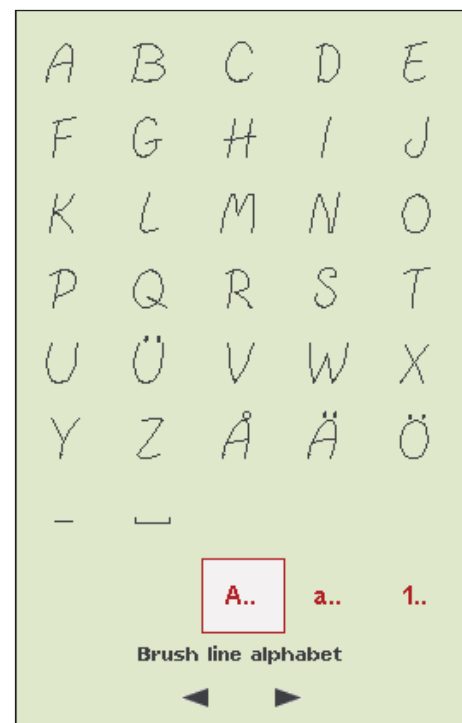 A B C D E
F G H I J
K L M N O
P Q R S T
U Ü V W X
Y Z Å Ä Ö
–
A.. a.. 1..
Brush line alphabet